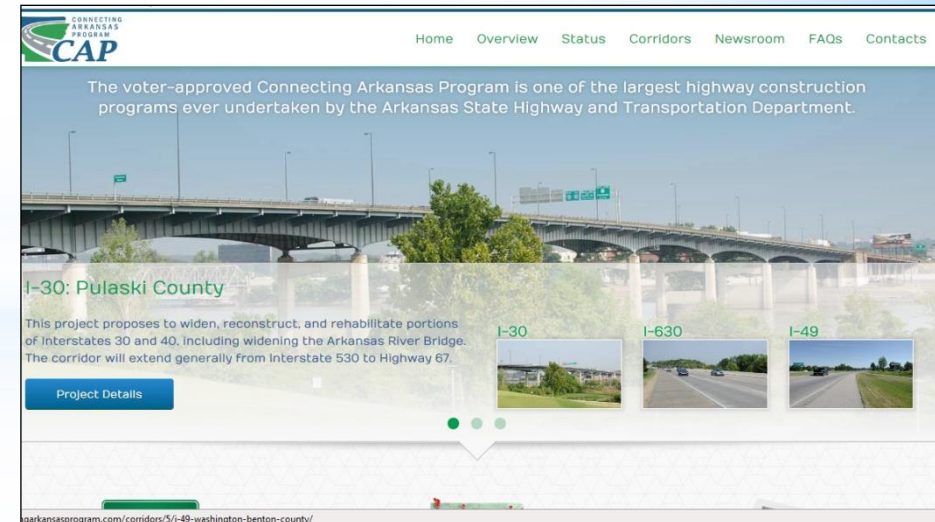 CONNECTING
ARKANSAS
PROGRAM
CAP
Home Overview Status Corridors Newsroom FAQs Contacts
The voter-approved Connecting Arkansas Program is one of the largest highway construction
programs ever undertaken by the Arkansas State Highway and Transportation Department.
I-30: Pulaski County
This project proposes to widen, reconstruct, and rehabilitate portions
of Interstates 30 and 40, including widening the Arkansas River Bridge.
The corridor will extend generally from Interstate 530 to Highway 67.
Project Details
I-30 I-630 I-49
ngarkansasprogram.com/corridors/5/i-49-washington-benton-county/